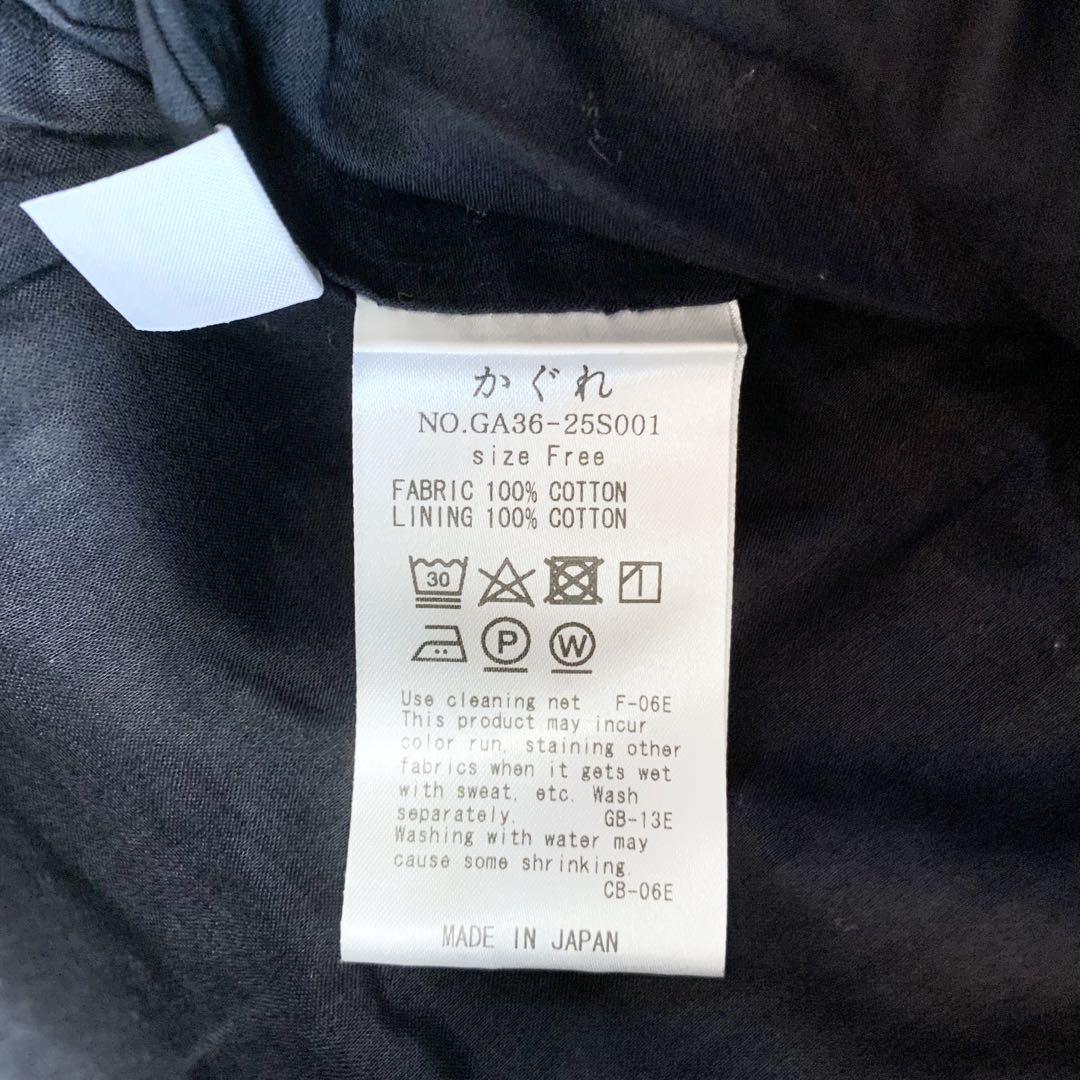 かぐれ
NO.GA36-25S001
size Free
FABRIC 100% COTTON
LINING 100% COTTON
30
P W
Use cleaning net F-06E
This product may incur
color run, staining other
fabrics when it gets wet
with sweat, etc. Wash
separately. GB-13E
Washing with water may
cause some shrinking.
CB-06E
MADE IN JAPAN